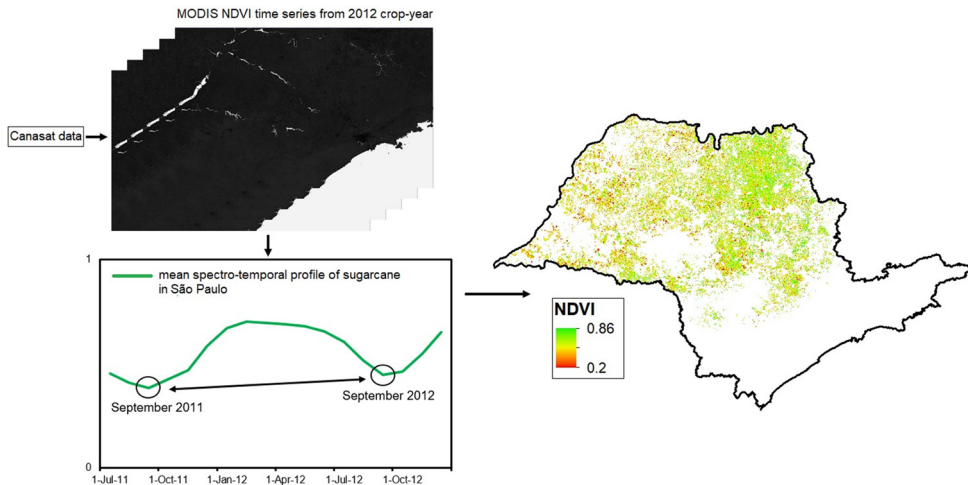 MODIS NDVI time series from 2012 crop-year
Canasat data
1
mean spectro-temporal profile of sugarcane
in São Paulo
September 2011
September 2012
0
1-Jul-11
1-Oct-11
1-Jan-12
1-Apr-12
1-Jul-12
1-Oct-12
NDVI
0.86
0.2